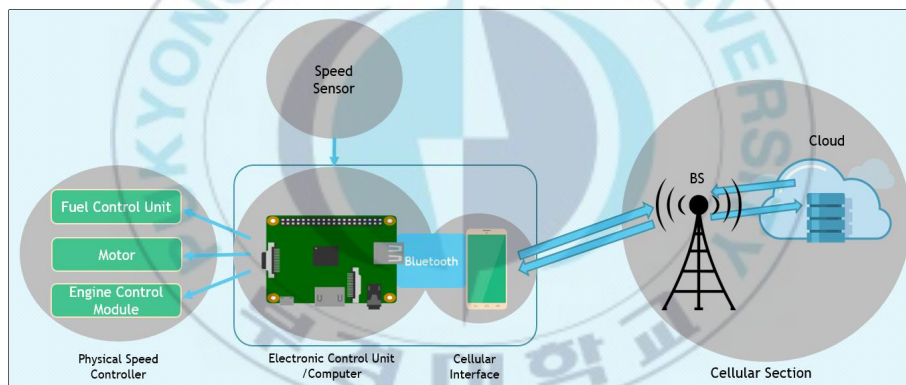 Speed
Sensor
Fuel Control Unit
Motor
Engine Control
Module
Bluetooth
BS
Cloud
Physical Speed
Controller
Electronic Control Unit
/Computer
Cellular
Interface
Cellular Section